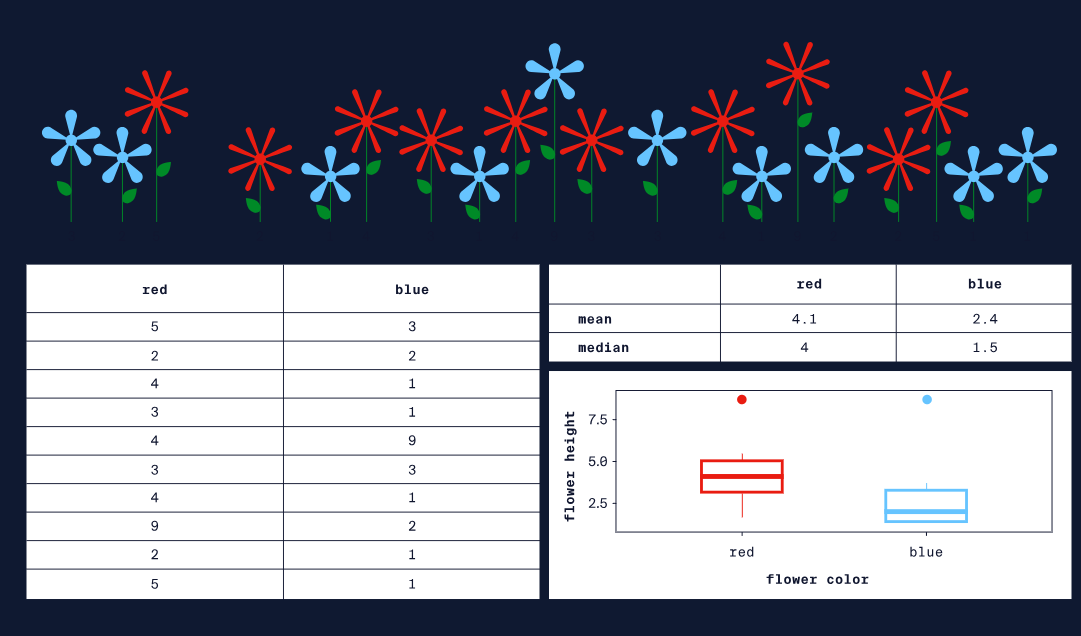 red blue
5 3
2 2
4 1
3 1
4 9
3 3
4 1
9 2
2 1
5 1
red blue
mean 4.1 2.4
median 4 1.5
flower height
7.5
5.0
2.5
red blue
flower color